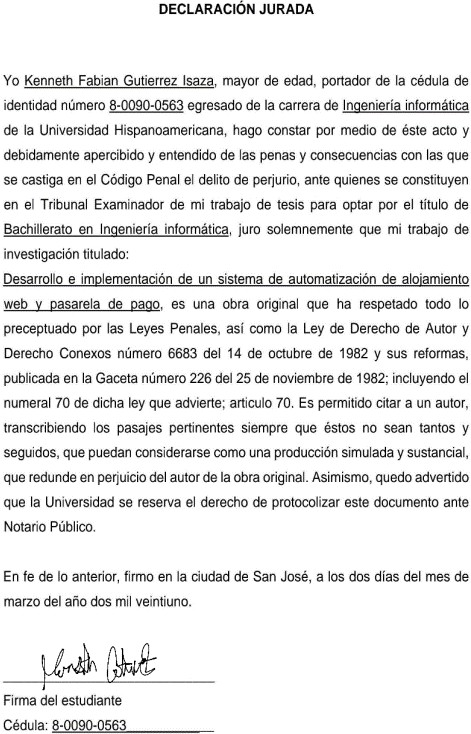 DECLARACIÓN JURADA
Yo Kenneth Fabian Gutierrez Isaza, mayor de edad, portador de la cédula de
identidad número 8-0090-0563 egresado de la carrera de Ingeniería informática
de la Universidad Hispanoamericana, hago constar por medio de éste acto y
debidamente apercibido y entendido de las penas y consecuencias con las que
se castiga en el Código Penal el delito de perjurio, ante quienes se constituyen
en el Tribunal Examinador de mi trabajo de tesis para optar por el título de
Bachillerato en Ingeniería informática, juro solemnemente que mi trabajo de
investigación titulado:
Desarrollo e implementación de un sistema de automatización de alojamiento
web y pasarela de pago, es una obra original que ha respetado todo lo
preceptuado por las Leyes Penales, así como la Ley de Derecho de Autor y
Derecho Conexos número 6683 del 14 de octubre de 1982 y sus reformas,
publicada en la Gaceta número 226 del 25 de noviembre de 1982; incluyendo el
numeral 70 de dicha ley que advierte; articulo 70. Es permitido citar a un autor,
transcribiendo los pasajes pertinentes siempre que éstos no sean tantos y
seguidos, que puedan considerarse como una producción simulada y sustancial,
que redunde en perjuicio del autor de la obra original. Asimismo, quedo advertido
que la Universidad se reserva el derecho de protocolizar este documento ante
Notario Público.
En fe de lo anterior, firmo en la ciudad de San José, a los dos días del mes de
marzo del año dos mil veintiuno.
Firma del estudiante
Cédula: 8-0090-0563